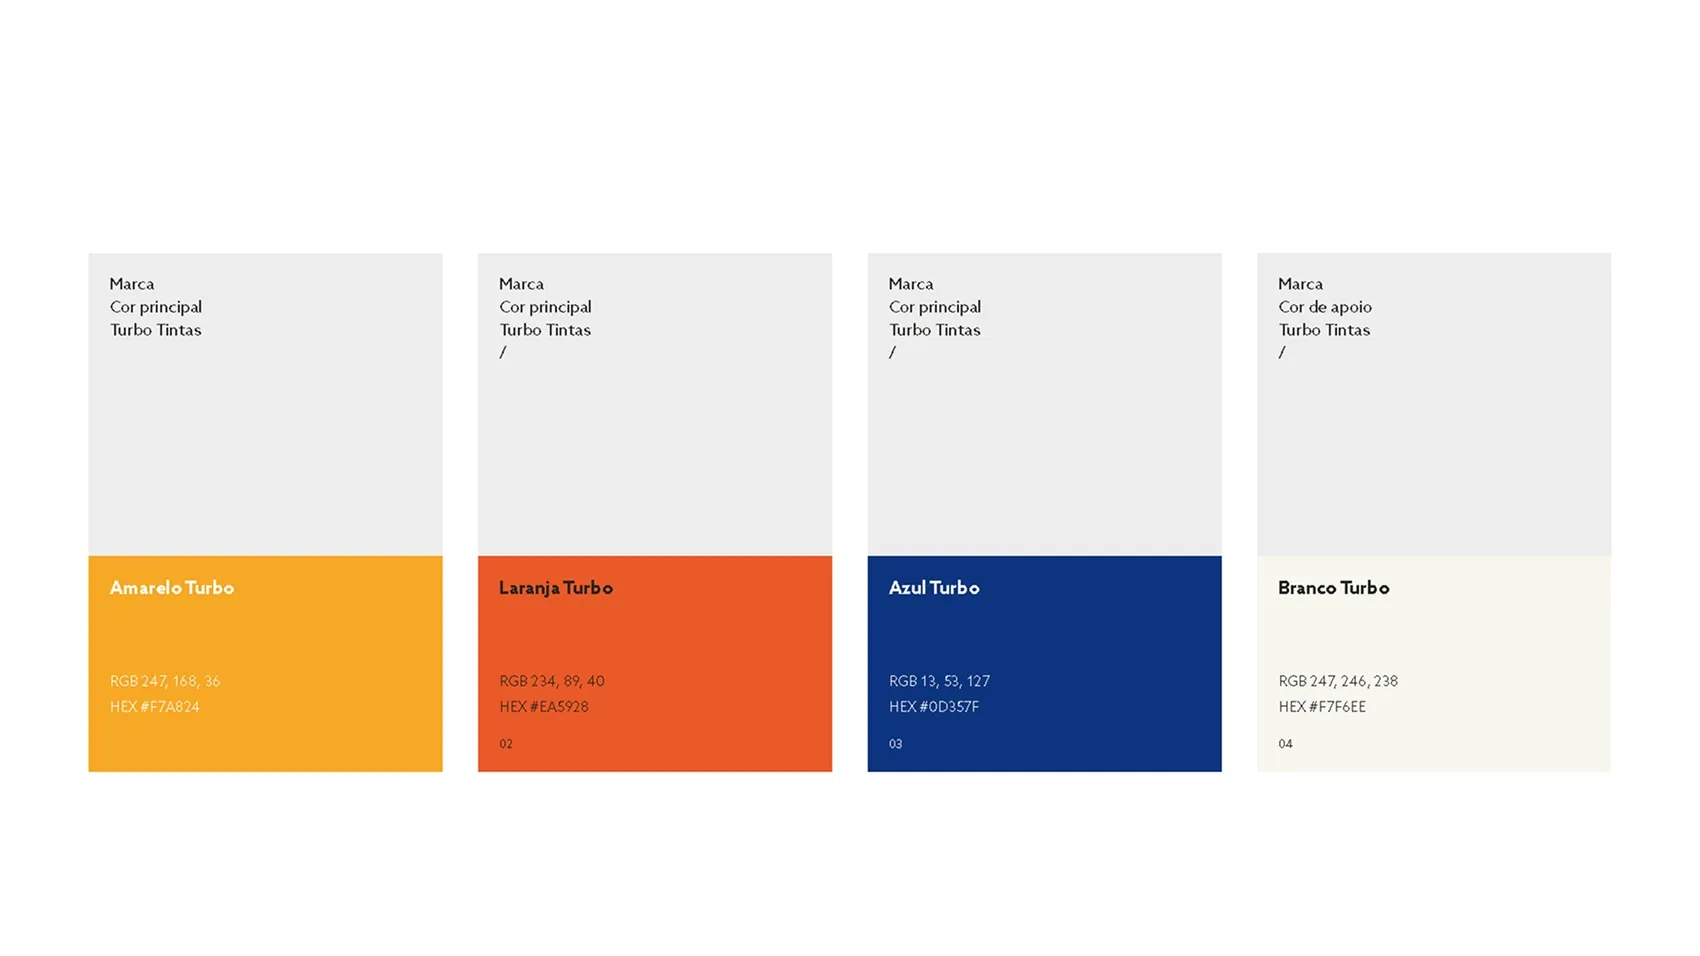 Marca
Cor principal
Turbo Tintas
Amarelo Turbo
RGB 247, 168, 36
HEX #F7A824
Marca
Cor principal
Turbo Tintas
/
Laranja Turbo
RGB 234, 89, 40
HEX #EA5928
02
Marca
Cor principal
Turbo Tintas
/
Azul Turbo
RGB 13, 53, 127
HEX #0D357F
03
Marca
Cor de apoio
Turbo Tintas
/
Branco Turbo
RGB 247, 246, 238
HEX #F7F6EE
04